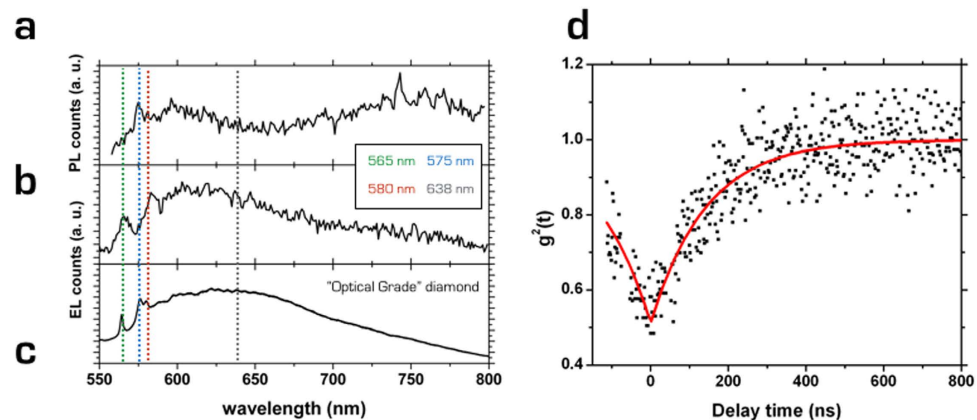 a
PL counts (a. u.)
565 nm 575 nm
580 nm 638 nm
b
EL counts (a. u.)
"Optical Grade" diamond
c
550 600 650 700 750 800
wavelength (nm)
d
1.2
1.0
0.8
0.6
0.4
g²(t)
0 200 400 600 800
Delay time (ns)